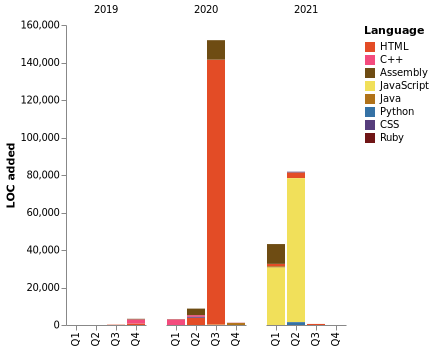 2019 2020 2021
Language
HTML
C++
Assembly
JavaScript
Java
Python
CSS
Ruby
LOC added
160,000
140,000
120,000
100,000
80,000
60,000
40,000
20,000
0
Q1 Q2 Q3 Q4 Q1 Q2 Q3 Q4 Q1 Q2 Q3 Q4